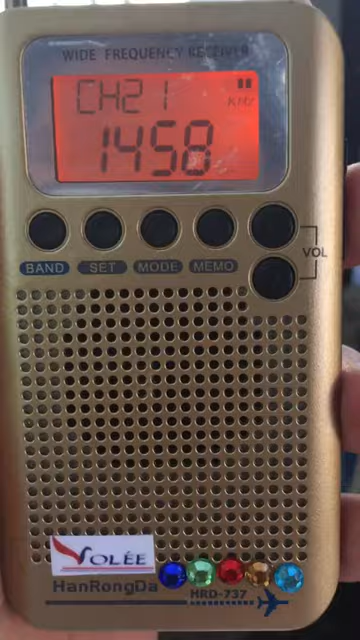 WIDE FREQUENCY RECEIVER
CH21
KHz
1458
BAND SET MODE MEMO
VOL
VOLÉE
HanRongDa
HRD-737